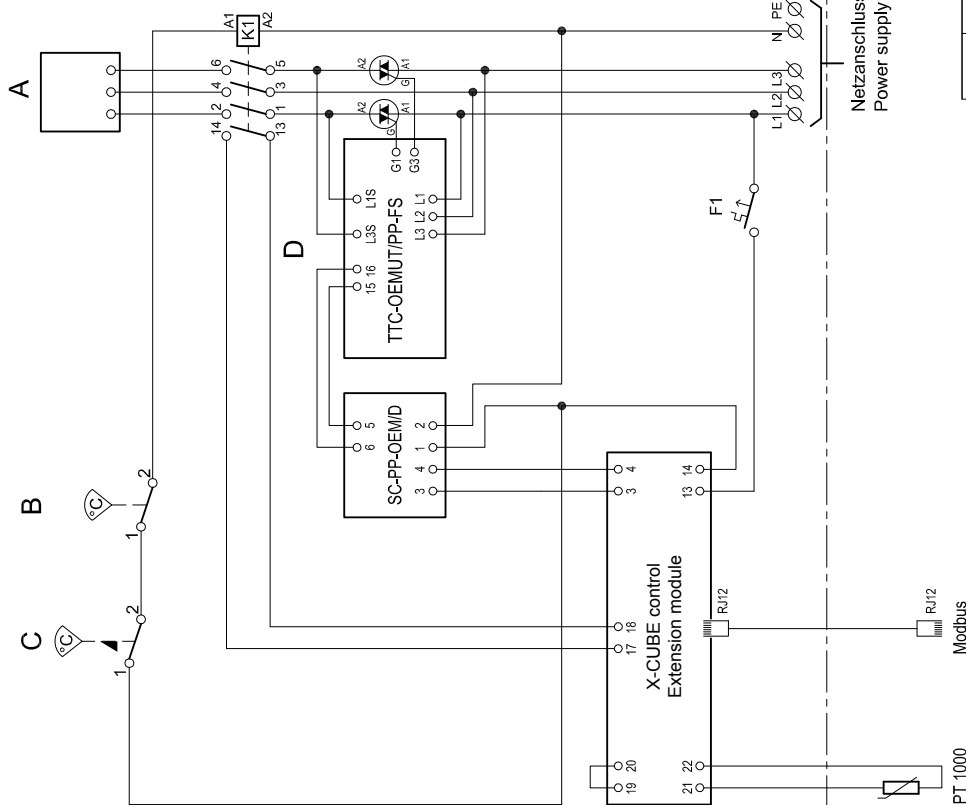 A
6
4
2
14
5
3
1
13
A1
K1
A2
A2
A1
G
A2
A1
G
N
PE
L1
L2
L3
Netzanschluss
Power supply
D
G1
G3
L1S
L3S
16
15
TTC-OEMUT/PP-FS
L1
L2
L3
F1
B
°C
1
2
C
°C
1
2
5
6
SC-PP-OEM/D
2
1
4
3
4
3
14
13
18
17
X-CUBE control
Extension module
RJ12
RJ12
Modbus
20
19
22
21
PT 1000